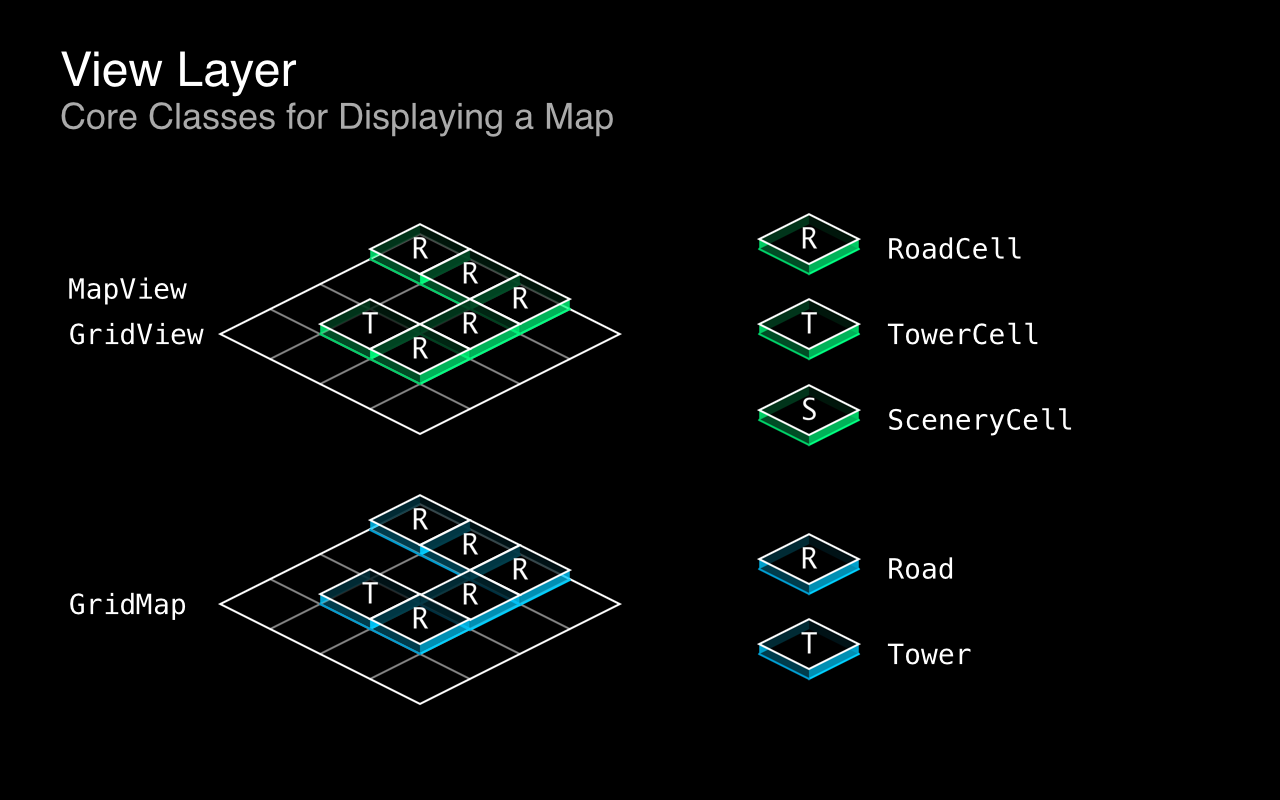 View Layer
Core Classes for Displaying a Map
MapView
GridView
R
R
R
T
R
R
R
RoadCell
T
TowerCell
S
SceneryCell
GridMap
R
R
R
T
R
R
R
Road
T
Tower